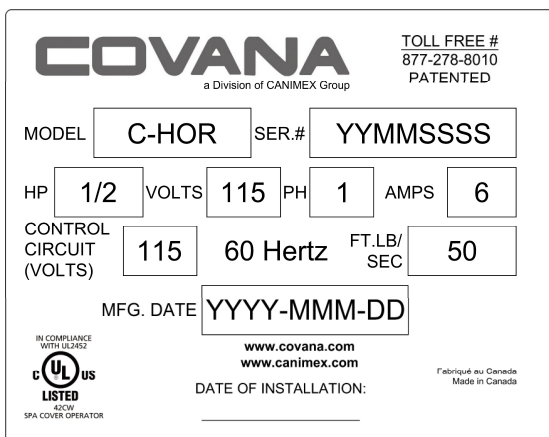 COVANA
a Division of CANIMEX Group
TOLL FREE #
877-278-8010
PATENTED
MODEL C-HOR SER.# YYMMSSSS
HP 1/2 VOLTS 115 PH 1 AMPS 6
CONTROL
CIRCUIT
(VOLTS) 115 60 Hertz FT.LB/
SEC 50
MFG. DATE YYYY-MMM-DD
IN COMPLIANCE
WITH UL2452
C UL US
LISTED
42CW
SPA COVER OPERATOR
www.covana.com
www.canimex.com
DATE OF INSTALLATION:
Fabriqué au Canada
Made in Canada